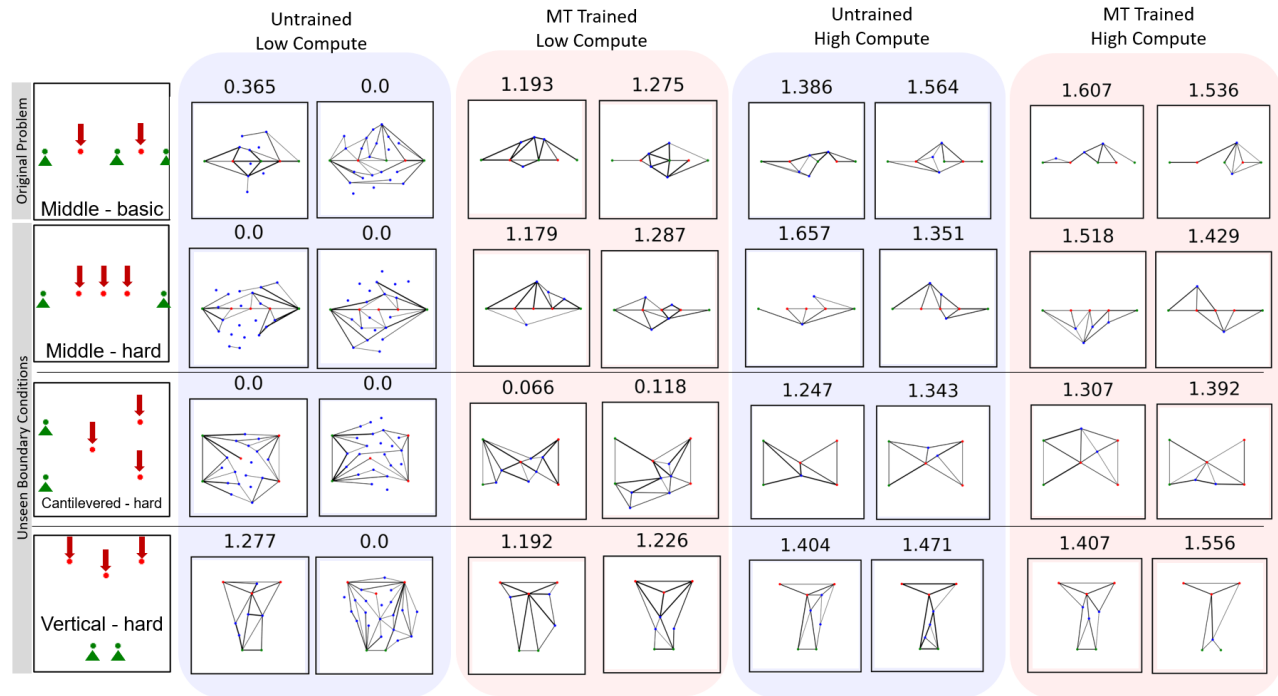 Untrained
Low Compute
MT Trained
Low Compute
Untrained
High Compute
MT Trained
High Compute
Original Problem
Middle - basic
0.365
0.0
1.193
1.275
1.386
1.564
1.607
1.536
Unseen Boundary Conditions
Middle - hard
0.0
0.0
1.179
1.287
1.657
1.351
1.518
1.429
Cantilevered - hard
0.0
0.0
0.066
0.118
1.247
1.343
1.307
1.392
Vertical - hard
1.277
0.0
1.192
1.226
1.404
1.471
1.407
1.556